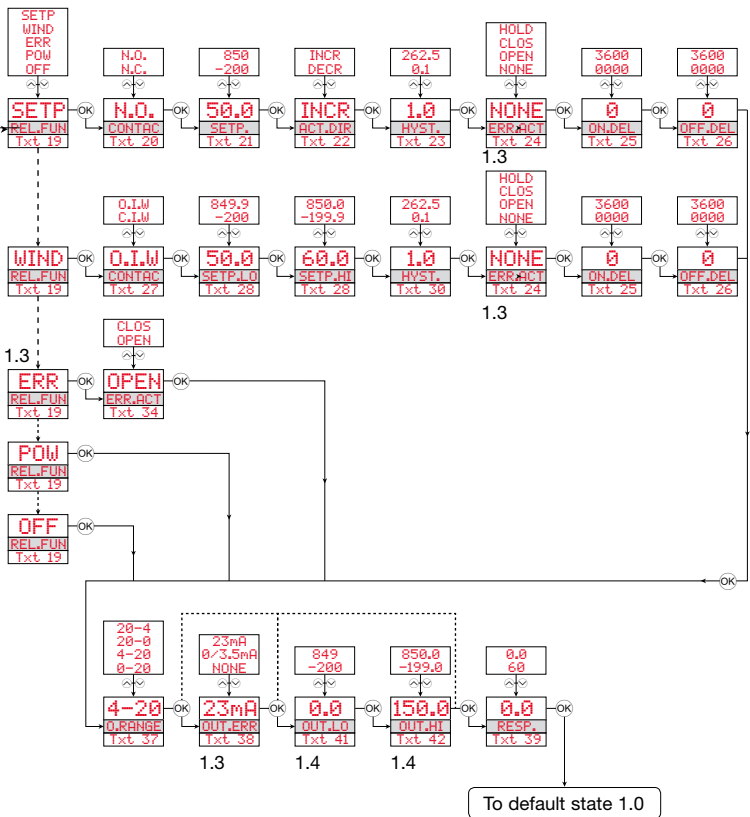 SETP
WIND
ERR
POW
OFF
N.O.
N.C.
850
-200
INCR
DECR
262.5
0.1
HOLD
CLOS
OPEN
NONE
3600
0000
3600
0000
SETP
REL.FUN
Txt 19
OK
N.O.
CONTAC
Txt 20
OK
50.0
SETP.
Txt 21
OK
INCR
ACT.DIR
Txt 22
OK
1.0
HYST.
Txt 23
OK
NONE
ERR.ACT
Txt 24
OK
0
ON.DEL
Txt 25
OK
0
OFF.DEL
Txt 26
1.3
O.I.W
C.I.W
849.9
-200
850.0
-199.9
262.5
0.1
HOLD
CLOS
OPEN
NONE
3600
0000
3600
0000
WIND
REL.FUN
Txt 19
OK
O.I.W
CONTAC
Txt 27
OK
50.0
SETP.LO
Txt 28
OK
60.0
SETP.HI
Txt 28
OK
1.0
HYST.
Txt 30
OK
NONE
ERR.ACT
Txt 24
OK
0
ON.DEL
Txt 25
OK
0
OFF.DEL
Txt 26
1.3
CLOS
OPEN
1.3
ERR
REL.FUN
Txt 19
OK
OPEN
ERR.ACT
Txt 34
OK
POW
REL.FUN
Txt 19
OK
OFF
REL.FUN
Txt 19
OK
OK
20-4
20-0
4-20
0-20
23mA
0/3.5mA
NONE
849
-200
850.0
-199.0
0.0
60
4-20
O.RANGE
Txt 37
OK
23mA
OUT.ERR
Txt 38
OK
0.0
OUT.LO
Txt 41
OK
150.0
OUT.HI
Txt 42
OK
0.0
RESP.
Txt 39
OK
1.3
1.4
1.4
To default state 1.0